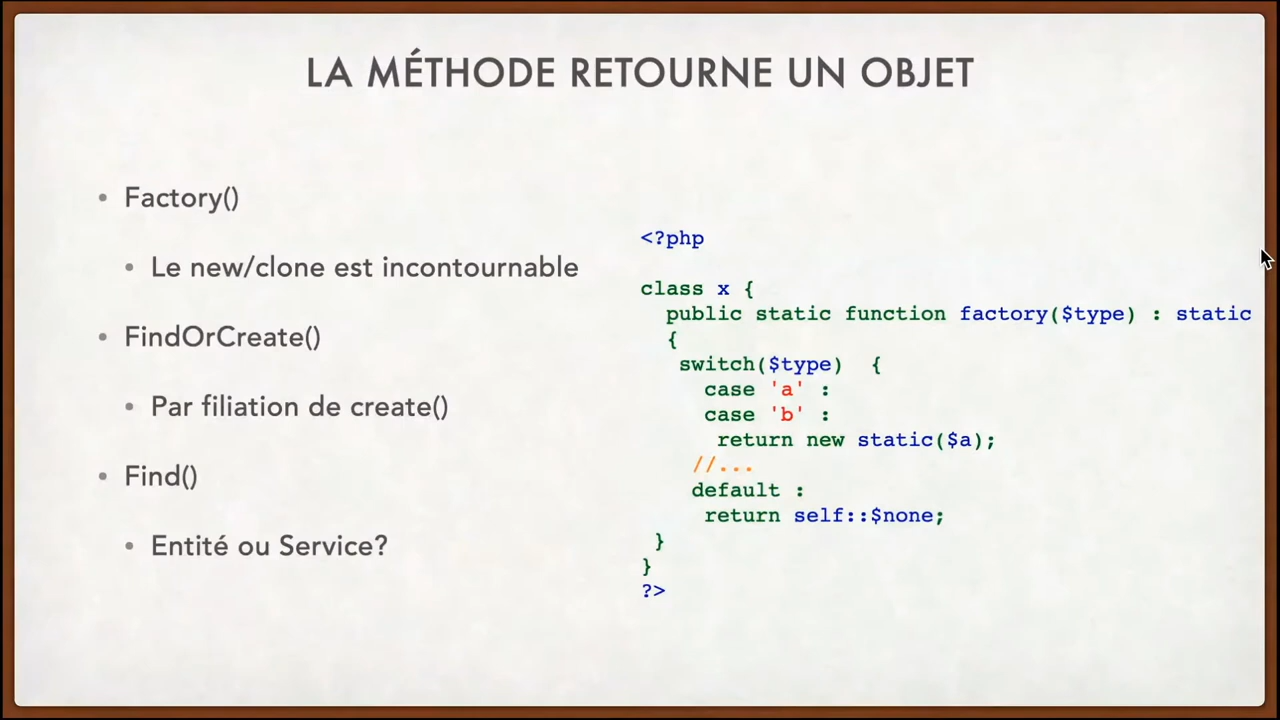 LA MÉTHODE RETOURNE UN OBJET
• Factory()
• Le new/clone est incontournable
• FindOrCreate()
• Par filiation de create()
• Find()
• Entité ou Service?
<?php
class x {
public static function factory($type) : static
{
switch($type)  {
case 'a' :
case 'b' :
return new static($a);
//...
default :
return self::$none;
}
}
?>